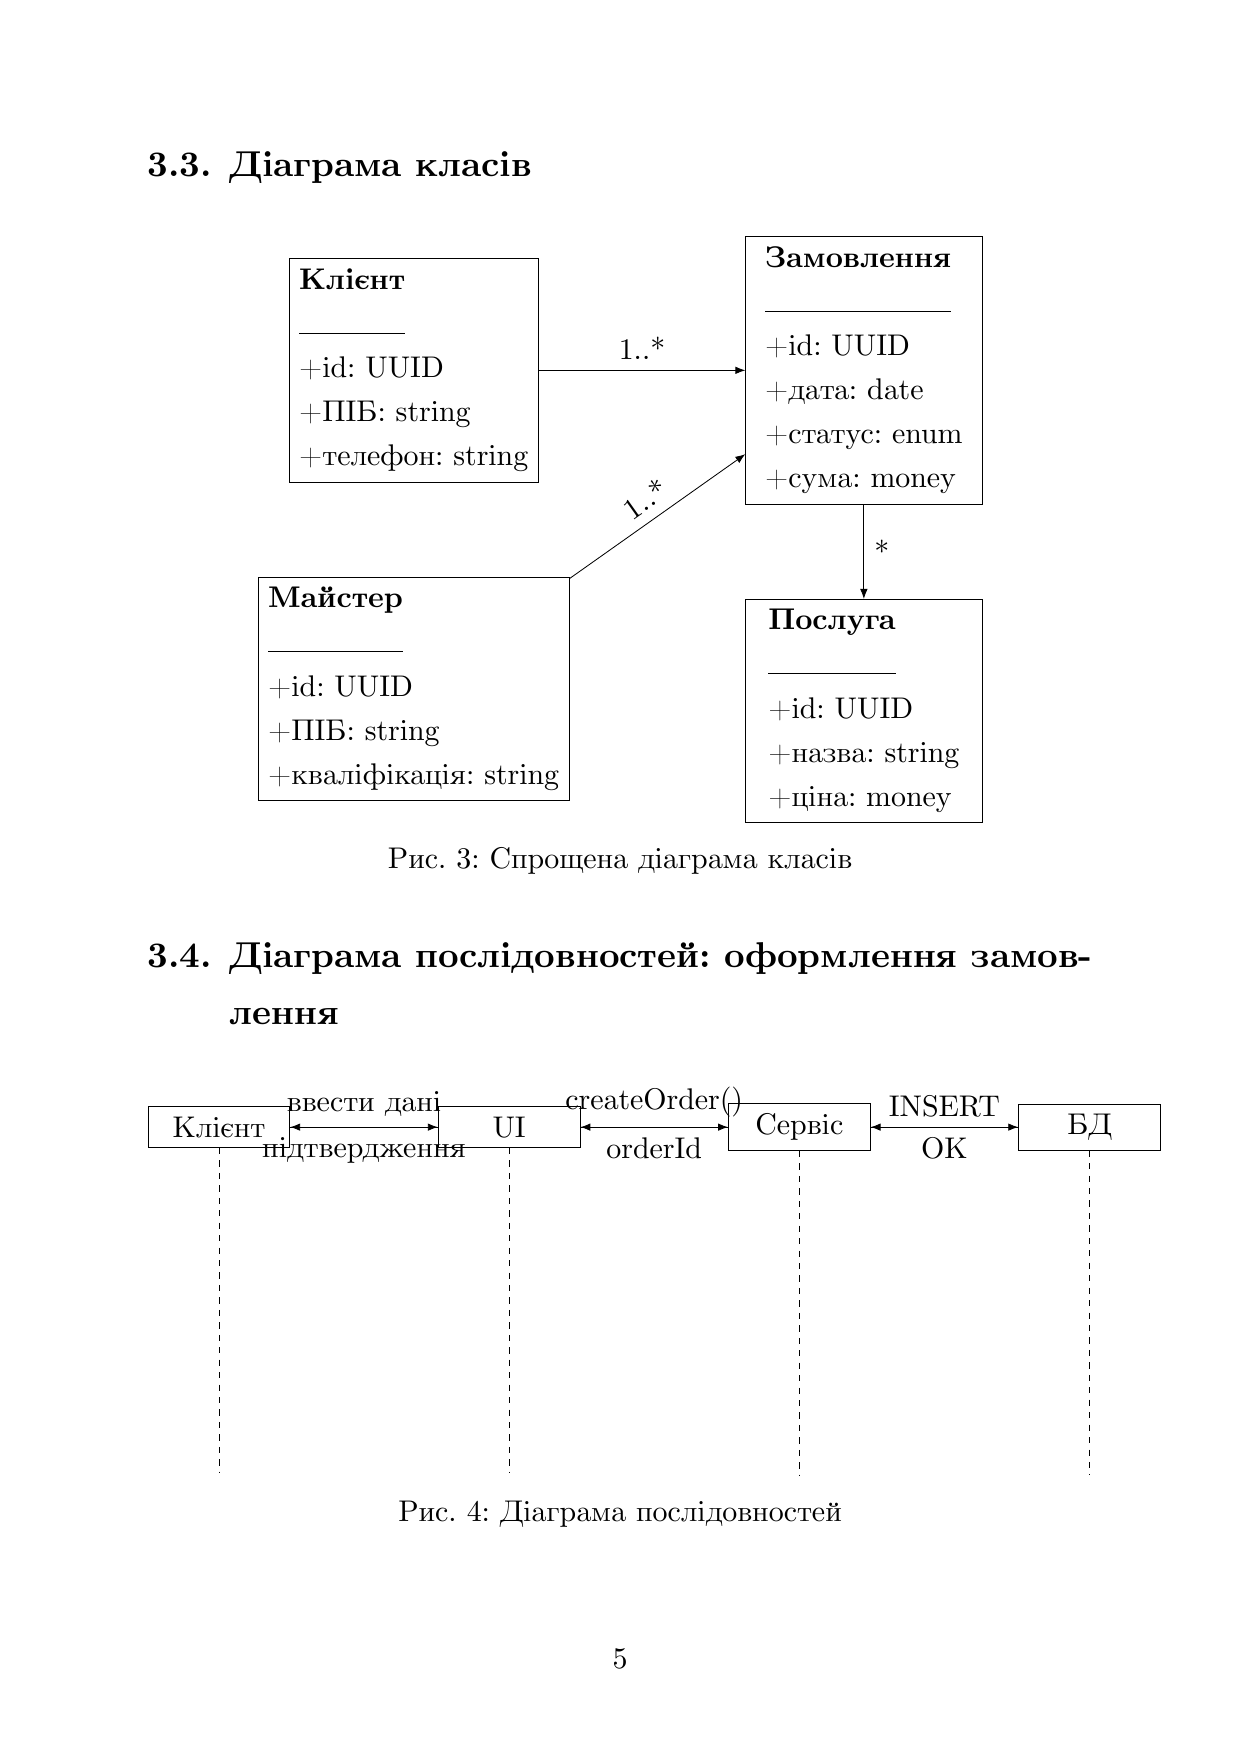 3.3. Діаграма класів
Клієнт
+id: UUID
+ПІБ: string
+телефон: string
1..*
Замовлення
+id: UUID
+дата: date
+статус: enum
+сума: money
1..*
*
Майстер
+id: UUID
+ПІБ: string
+кваліфікація: string
Послуга
+id: UUID
+назва: string
+ціна: money
Рис. 3: Спрощена діаграма класів
3.4. Діаграма послідовностей: оформлення замов-
лення
Клієнт
ввести дані
підтвердження
UI
createOrder()
orderId
Сервіс
INSERT
OK
БД
Рис. 4: Діаграма послідовностей
5